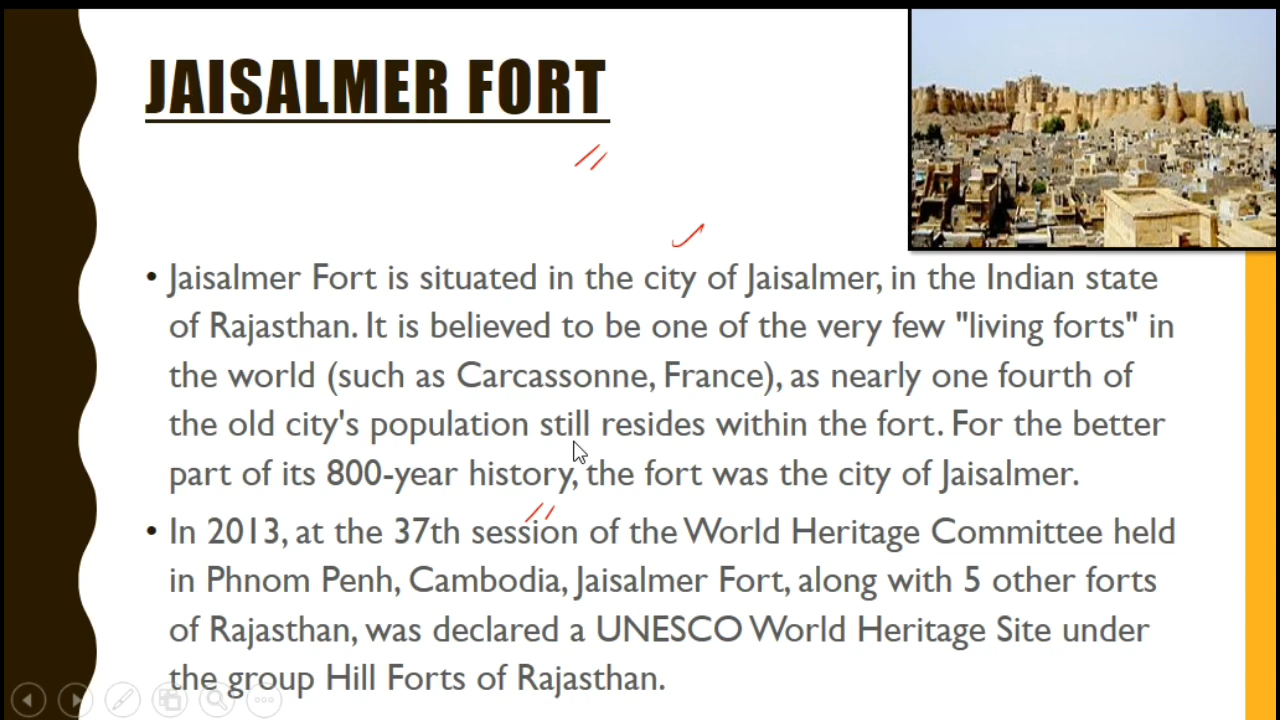 JAISALMER FORT
• Jaisalmer Fort is situated in the city of Jaisalmer, in the Indian state
of Rajasthan. It is believed to be one of the very few "living forts" in
the world (such as Carcassonne, France), as nearly one fourth of
the old city's population still resides within the fort. For the better
part of its 800-year history, the fort was the city of Jaisalmer.
• In 2013, at the 37th session of the World Heritage Committee held
in Phnom Penh, Cambodia, Jaisalmer Fort, along with 5 other forts
of Rajasthan, was declared a UNESCO World Heritage Site under
the group Hill Forts of Rajasthan.